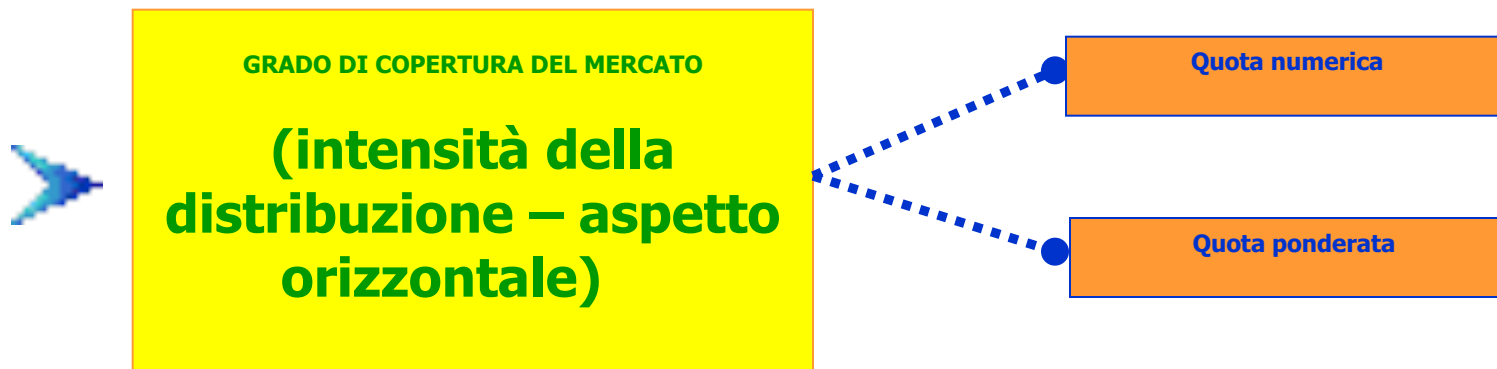 GRADO DI COPERTURA DEL MERCATO
(intensità della
distribuzione – aspetto
orizzontale)
Quota numerica
Quota ponderata